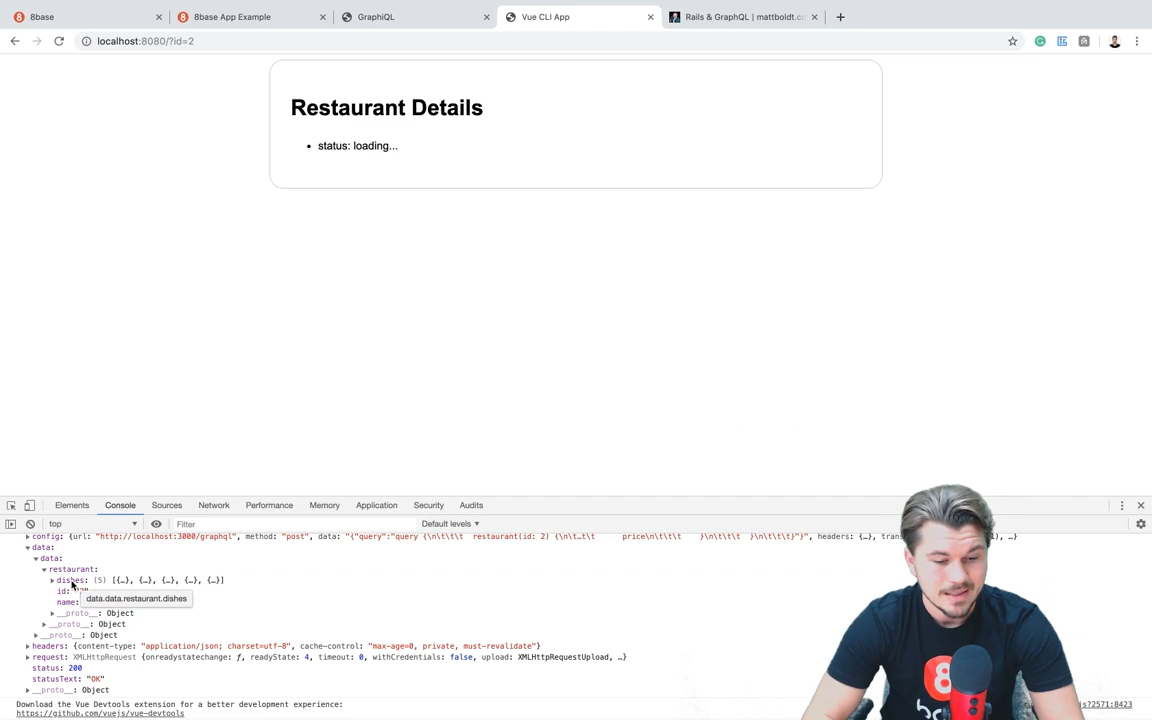 8base
8base App Example
GraphiQL
Vue CLI App
Rails & GraphQL | mattboldt.c
localhost:8080/?id=2
Restaurant Details
• status: loading...
Elements Console Sources Network Performance Memory Application Security Audits
top Filter Default levels ▾
config: {url: "http://localhost:3000/graphql", method: "post", data: "{"query":"query {\n\t\t\t  restaurant(id: 2) {\n\t…t\t      price\n\t\t\t    }\n\t\t\t  }\n\t\t\t}"}", headers: {…},
data:
data:
restaurant:
dishes: (5) [{…}, {…}, {…}, {…}, {…}]
id:
data.data.restaurant.dishes
name:
__proto__: Object
__proto__: Object
__proto__: Object
headers: {content-type: "application/json; charset=utf-8", cache-control: "max-age=0, private, must-revalidate"}
request: XMLHttpRequest {onreadystatechange: ƒ, readyState: 4, timeout: 0, withCredentials: false, upload: XMLHttpRequestUpload, …}
status: 200
statusText: "OK"
__proto__: Object
Download the Vue Devtools extension for a better development experience:
js?2571:8423
https://github.com/vuejs/vue-devtools